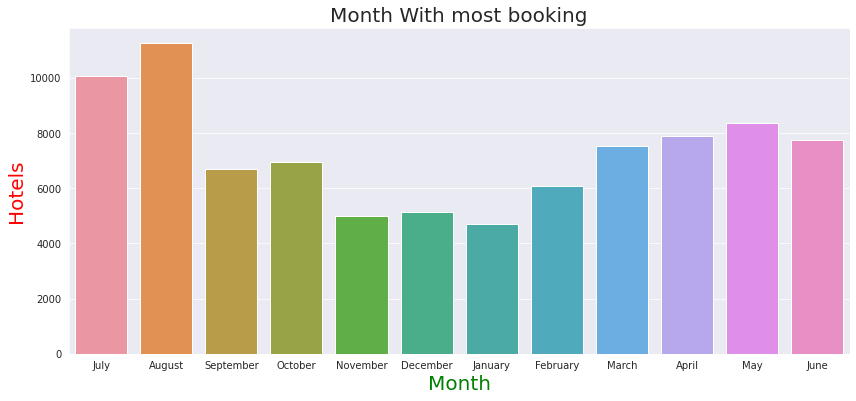 Month With most booking
Hotels
10000
8000
6000
4000
2000
0
July August September October November December January February March April May June
Month